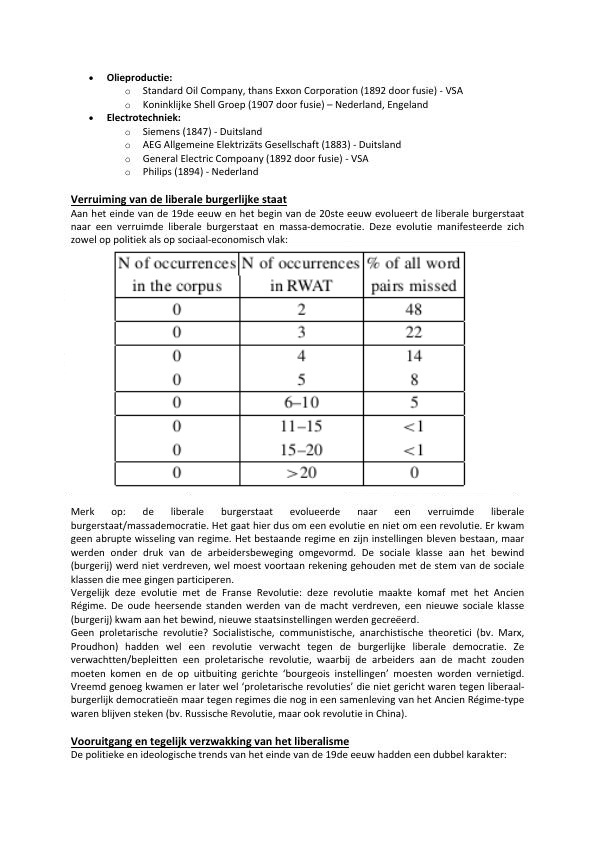 • Olieproductie:
o Standard Oil Company, thans Exxon Corporation (1892 door fusie) - VSA
o Koninklijke Shell Groep (1907 door fusie) – Nederland, Engeland
• Electrotechniek:
o Siemens (1847) - Duitsland
o AEG Allgemeine Elektrizäts Gesellschaft (1883) - Duitsland
o General Electric Compoany (1892 door fusie) - VSA
o Philips (1894) - Nederland
Verruiming van de liberale burgerlijke staat
Aan het einde van de 19de eeuw en het begin van de 20ste eeuw evolueert de liberale burgerstaat
naar een verruimde liberale burgerstaat en massa-democratie. Deze evolutie manifesteerde zich
zowel op politiek als op sociaal-economisch vlak:
N of occurrences N of occurrences % of all word
in the corpus in RWAT pairs missed
0 2 48
0 3 22
0 4 14
0 5 8
0 6–10 5
0 11–15 <1
0 15–20 <1
0 >20 0
Merk op: de liberale burgerstaat evolueerde naar een verruimde liberale
burgerstaat/massademocratie. Het gaat hier dus om een evolutie en niet om een revolutie. Er kwam
geen abrupte wisseling van regime. Het bestaande regime en zijn instellingen bleven bestaan, maar
werden onder druk van de arbeidersbeweging omgevormd. De sociale klasse aan het bewind
(burgerij) werd niet verdreven, wel moest voortaan rekening gehouden met de stem van de sociale
klassen die mee gingen participeren.
Vergelijk deze evolutie met de Franse Revolutie: deze revolutie maakte komaf met het Ancien
Régime. De oude heersende standen werden van de macht verdreven, een nieuwe sociale klasse
(burgerij) kwam aan het bewind, nieuwe staatsinstellingen werden gecreëerd.
Geen proletarische revolutie? Socialistische, communistische, anarchistische theoretici (bv. Marx,
Proudhon) hadden wel een revolutie verwacht tegen de burgerlijke liberale democratie. Ze
verwachtten/bepleitten een proletarische revolutie, waarbij de arbeiders aan de macht zouden
moeten komen en de op uitbuiting gerichte ‘bourgeois instellingen’ moesten worden vernietigd.
Vreemd genoeg kwamen er later wel ‘proletarische revoluties’ die niet gericht waren tegen liberaal-
burgerlijk democratieën maar tegen regimes die nog in een samenleving van het Ancien Régime-type
waren blijven steken (bv. Russische Revolutie, maar ook revolutie in China).
Vooruitgang en tegelijk verzwakking van het liberalisme
De politieke en ideologische trends van het einde van de 19de eeuw hadden een dubbel karakter: